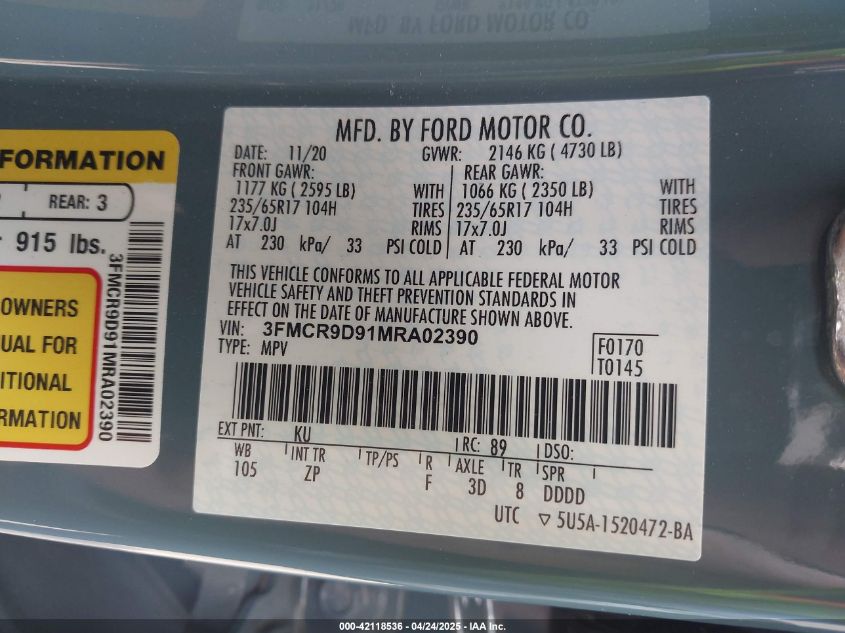 MFD. BY FORD MOTOR CO.
FORMATION
REAR: 3
915 lbs.
3FMCR9D91MRA02390
OWNERS
UAL FOR
ITIONAL
RMATION
MFD. BY FORD MOTOR CO.
DATE: 11/20 GVWR: 2146 KG ( 4730 LB)
FRONT GAWR: REAR GAWR:
1177 KG ( 2595 LB) WITH 1066 KG ( 2350 LB) WITH
235/65R17 104H TIRES 235/65R17 104H TIRES
17x7.0J RIMS 17x7.0J RIMS
AT 230 kPa/ 33 PSI COLD AT 230 kPa/ 33 PSI COLD
THIS VEHICLE CONFORMS TO ALL APPLICABLE FEDERAL MOTOR
VEHICLE SAFETY AND THEFT PREVENTION STANDARDS IN
EFFECT ON THE DATE OF MANUFACTURE SHOWN ABOVE.
VIN: 3FMCR9D91MRA02390
TYPE: MPV
F0170
T0145
EXT PNT: KU RC: 89 DSO:
WB INT TR TP/PS R AXLE TR SPR
105 ZP F 3D 8 DDDD
UTC ▽ 5U5A-1520472-BA
000-42118536 - 04/24/2025 - IAA, Inc.